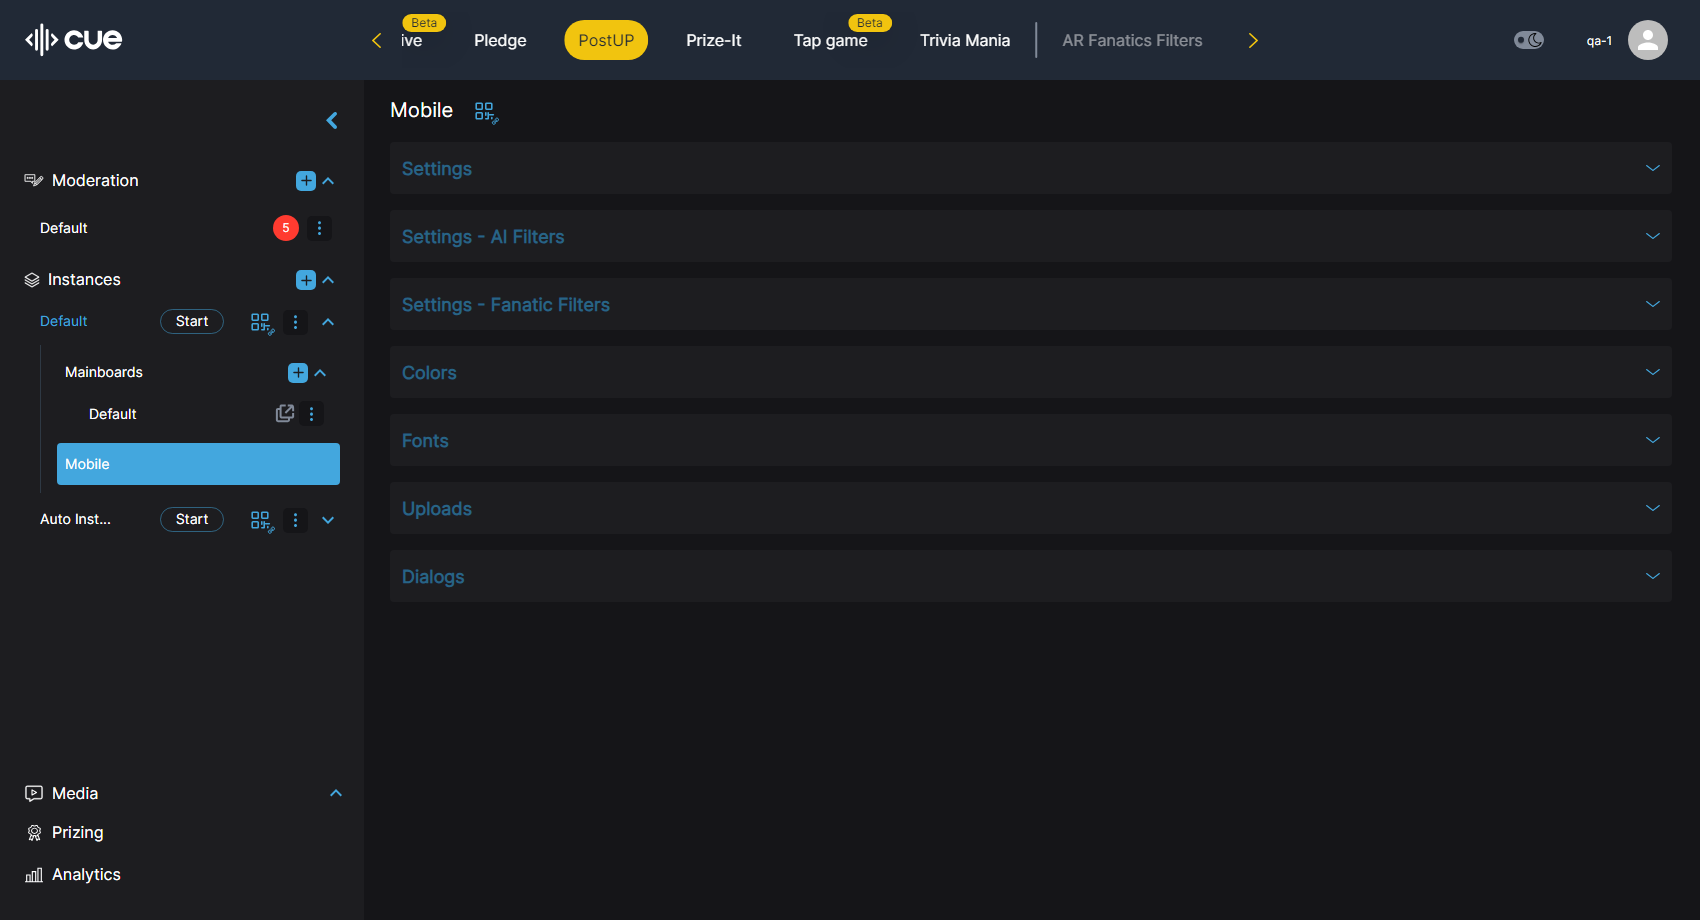 cue
Beta
ive
Pledge
PostUP
Prize-It
Beta
Tap game
Trivia Mania
AR Fanatics Filters
qa-1
Moderation
Default
5
Instances
Default
Start
Mainboards
Default
Mobile
Auto Inst...
Start
Media
Prizing
Analytics
Mobile
Settings
Settings - AI Filters
Settings - Fanatic Filters
Colors
Fonts
Uploads
Dialogs